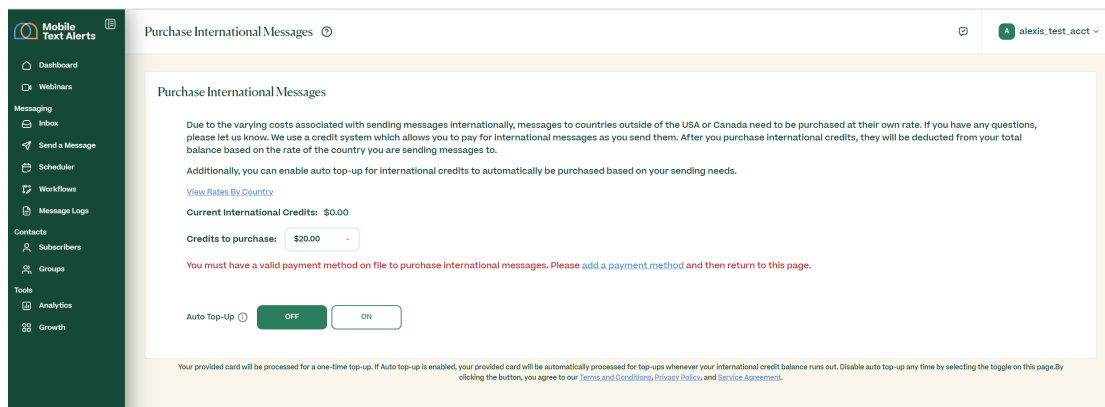 Mobile
Text Alerts
Purchase International Messages
A alexis_test_acct
Dashboard
Webinars
Messaging
Inbox
Send a Message
Scheduler
Workflows
Message Logs
Contacts
Subscribers
Groups
Tools
Analytics
Growth
Purchase International Messages
Due to the varying costs associated with sending messages internationally, messages to countries outside of the USA or Canada need to be purchased at their own rate. If you have any questions,
please let us know. We use a credit system which allows you to pay for international messages as you send them. After you purchase international credits, they will be deducted from your total
balance based on the rate of the country you are sending messages to.
Additionally, you can enable auto top-up for international credits to automatically be purchased based on your sending needs.
View Rates By Country
Current International Credits: $0.00
Credits to purchase: $20.00
You must have a valid payment method on file to purchase international messages. Please add a payment method and then return to this page.
Auto Top-Up OFF ON
Your provided card will be processed for a one-time top-up. If Auto top-up is enabled, your provided card will be automatically processed for top-ups whenever your international credit balance runs out. Disable auto top-up any time by selecting the toggle on this page.By
clicking the button, you agree to our Terms and Conditions, Privacy Policy, and Service Agreement.